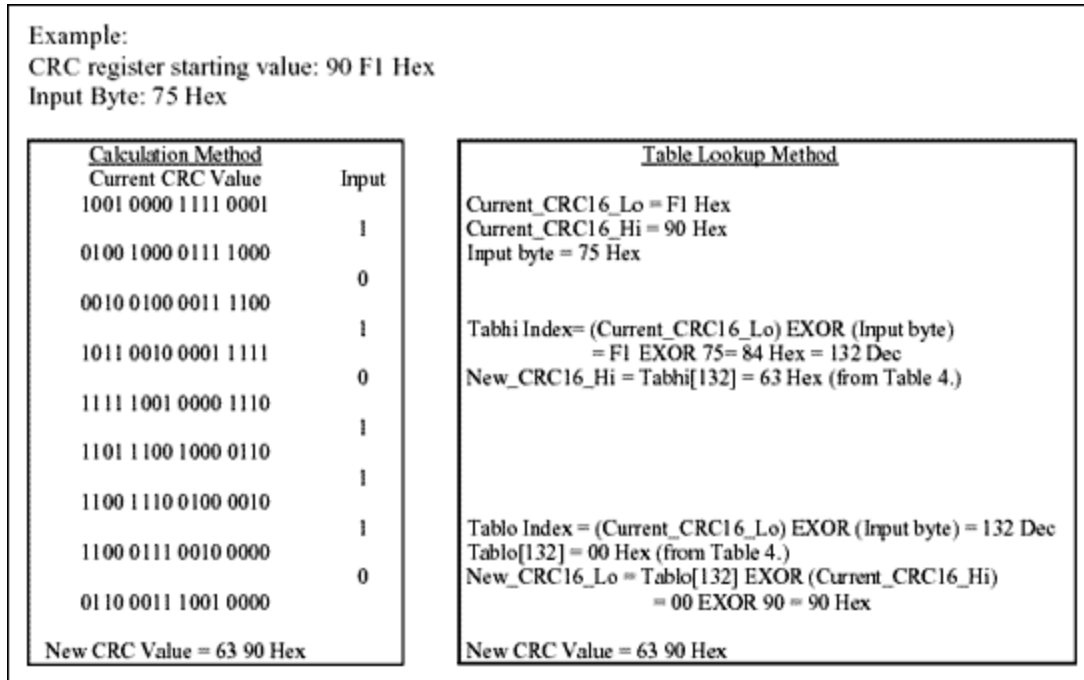 Example:
CRC register starting value: 90 F1 Hex
Input Byte: 75 Hex
Calculation Method
Current CRC Value Input
1001 0000 1111 0001
1
0100 1000 0111 1000
0
0010 0100 0011 1100
1
1011 0010 0001 1111
0
1111 1001 0000 1110
1
1101 1100 1000 0110
1
1100 1110 0100 0010
1
1100 0111 0010 0000
0
0110 0011 1001 0000
New CRC Value = 63 90 Hex
Table Lookup Method
Current_CRC16_Lo = F1 Hex
Current_CRC16_Hi = 90 Hex
Input byte = 75 Hex
Tabhi Index= (Current_CRC16_Lo) EXOR (Input byte)
= F1 EXOR 75= 84 Hex = 132 Dec
New_CRC16_Hi = Tabhi[132] = 63 Hex (from Table 4.)
Tablo Index = (Current_CRC16_Lo) EXOR (Input byte) = 132 Dec
Tablo[132] = 00 Hex (from Table 4.)
New_CRC16_Lo = Tablo[132] EXOR (Current_CRC16_Hi)
= 00 EXOR 90 = 90 Hex
New CRC Value = 63 90 Hex